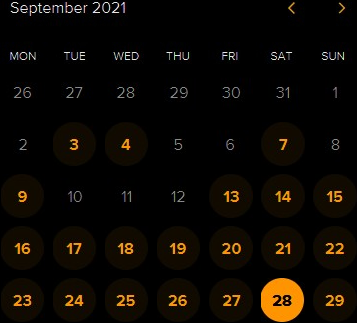 September 2021
MON TUE WED THU FRI SAT SUN
26 27 28 29 30 31 1
2 3 4 5 6 7 8
9 10 11 12 13 14 15
16 17 18 19 20 21 22
23 24 25 26 27 28 29